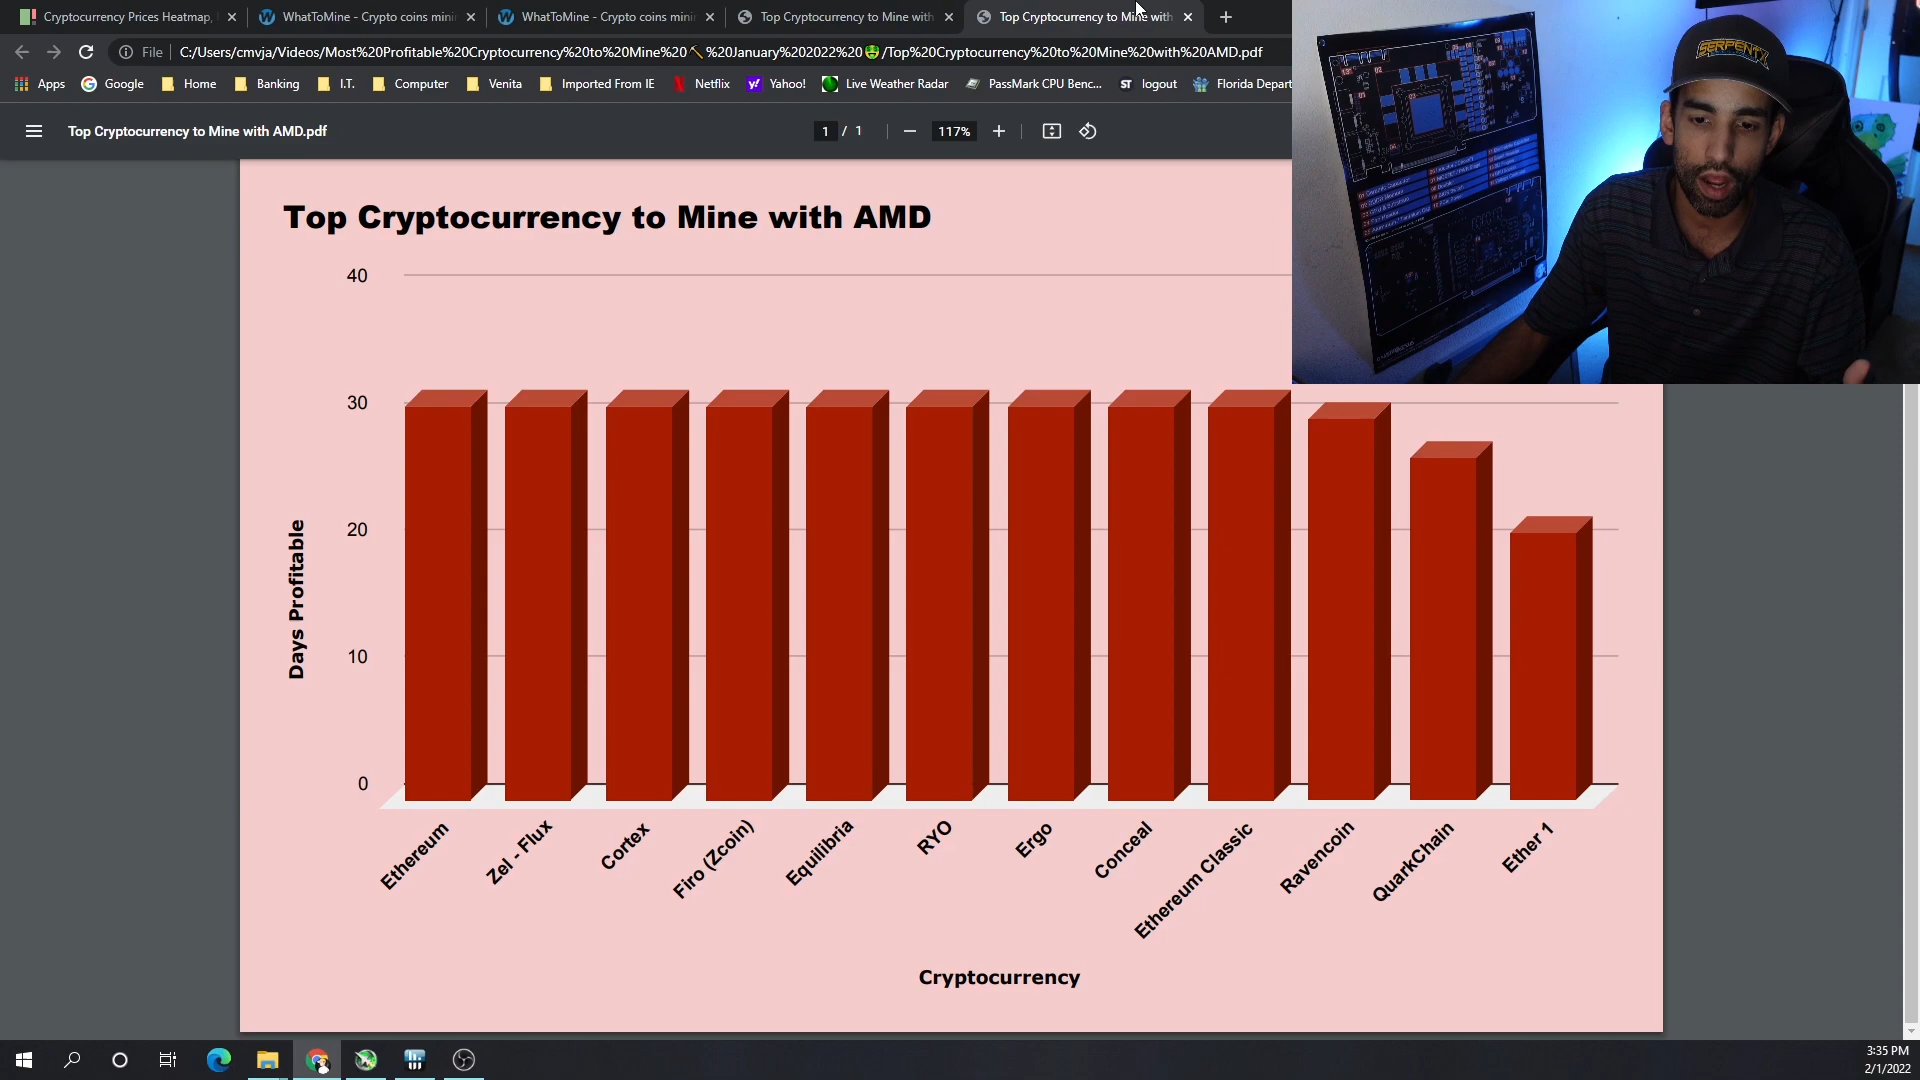 Cryptocurrency Prices Heatmap,
WhatToMine - Crypto coins mini
WhatToMine - Crypto coins mini
Top Cryptocurrency to Mine with
Top Cryptocurrency to Mine with
File
C:/Users/cmvja/Videos/Most%20Profitable%20Cryptocurrency%20to%20Mine%20⛏%20January%202022%20🤑/Top%20Cryptocurrency%20to%20Mine%20with%20AMD.pdf
Apps
Google
Home
Banking
I.T.
Computer
Venita
Imported From IE
Netflix
Yahoo!
Live Weather Radar
PassMark CPU Benc...
ST logout
Florida Depart
Top Cryptocurrency to Mine with AMD.pdf
1 / 1
117%
SERPENTX
Top Cryptocurrency to Mine with AMD
40
30
20
10
0
Days Profitable
Ethereum
Zel - Flux
Cortex
Firo (Zcoin)
Equilibria
RYO
Ergo
Conceal
Ethereum Classic
Ravencoin
QuarkChain
Ether 1
Cryptocurrency
3:35 PM
2/1/2022